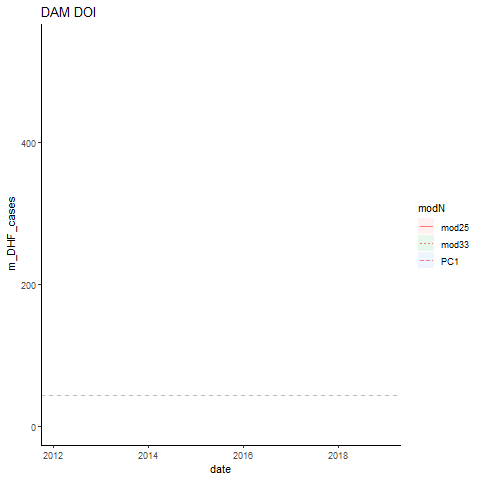 DAM DOI
m_DHF_cases
400
200
0
2012
2014
2016
2018
date
modN
mod25
mod33
PC1